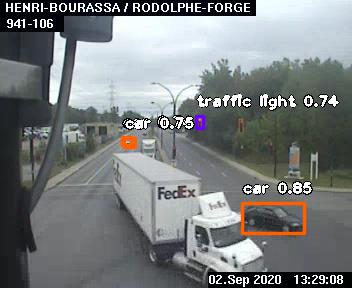 HENRI-BOURASSA / RODOLPHE-FORGE
941-106
traffic light 0.74
car 0.75
car 0.85
FedEx
FedEx
02.Sep 2020 13:29:08